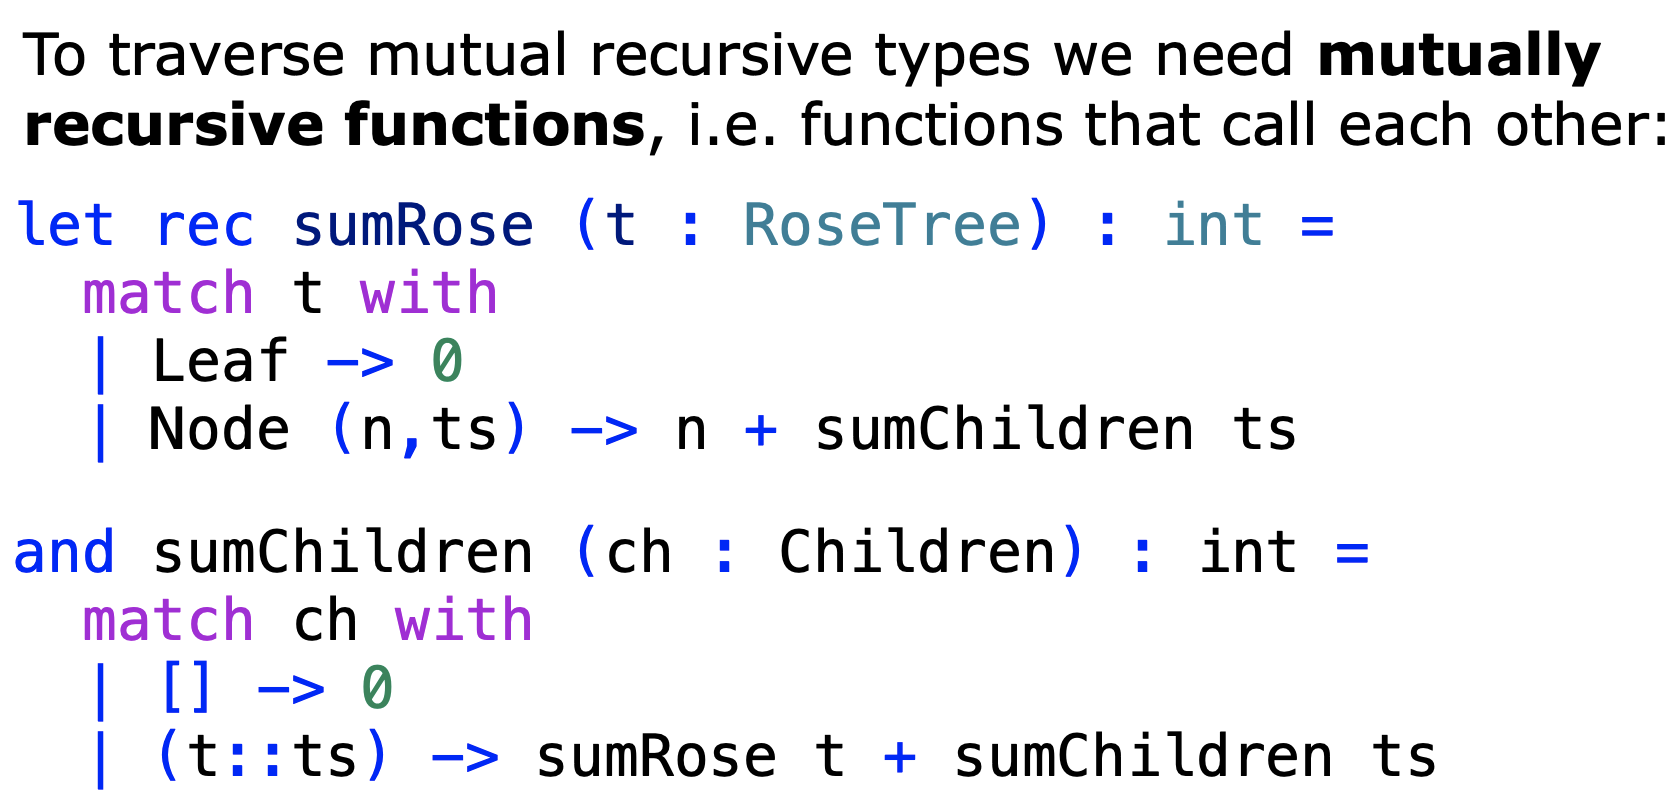 To traverse mutual recursive types we need mutually
recursive functions, i.e. functions that call each other:
let rec sumRose (t : RoseTree) : int =
  match t with
  | Leaf -> 0
  | Node (n,ts) -> n + sumChildren ts
and sumChildren (ch : Children) : int =
  match ch with
  | [] -> 0
  | (t::ts) -> sumRose t + sumChildren ts